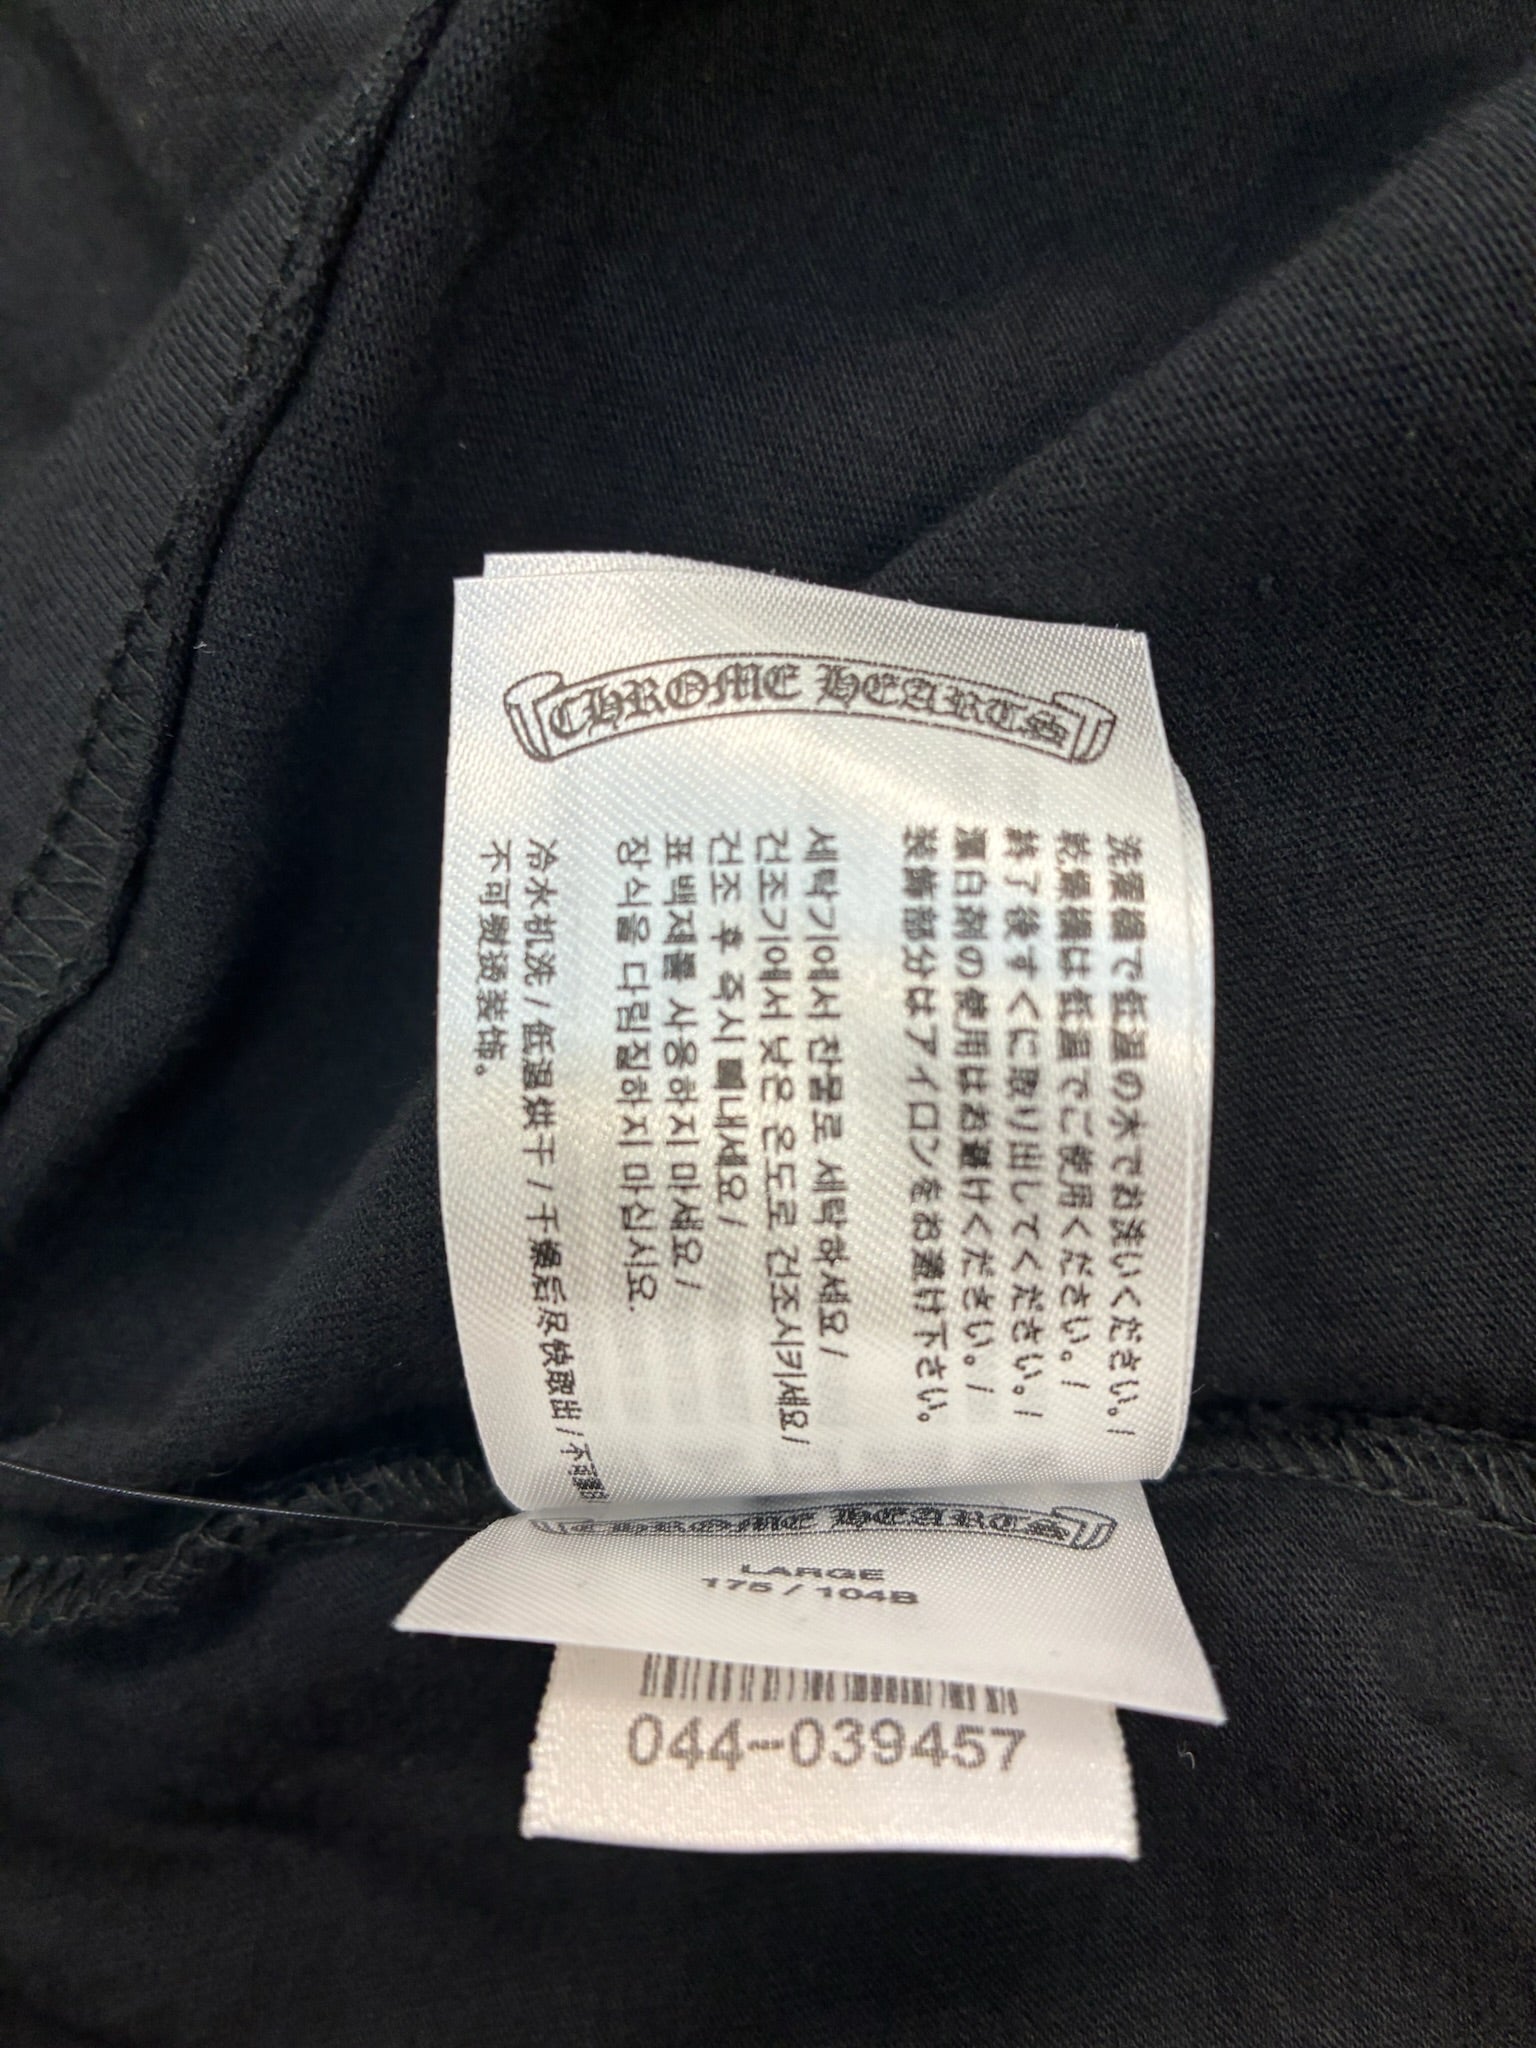 CHROME HEARTS
洗濯機で低温の水でお洗いください。/
乾燥機は低温でご使用ください。/
終了後すぐに取り出してください。/
漂白剤の使用はお避けください。/
装飾部分はアイロンをお避け下さい。
세탁기에서 찬물로 세탁하세요/
건조기에서 낮은 온도로 건조시키세요/
건조 후 즉시 빼내세요/
표백제를 사용하지 마세요/
장식을 다림질하지 마십시요.
冷水机洗/低温烘干/干燥后尽快取出/不可漂白
不可熨烫装饰。
CHROME HEARTS
LARGE
175 / 104B
044-039457